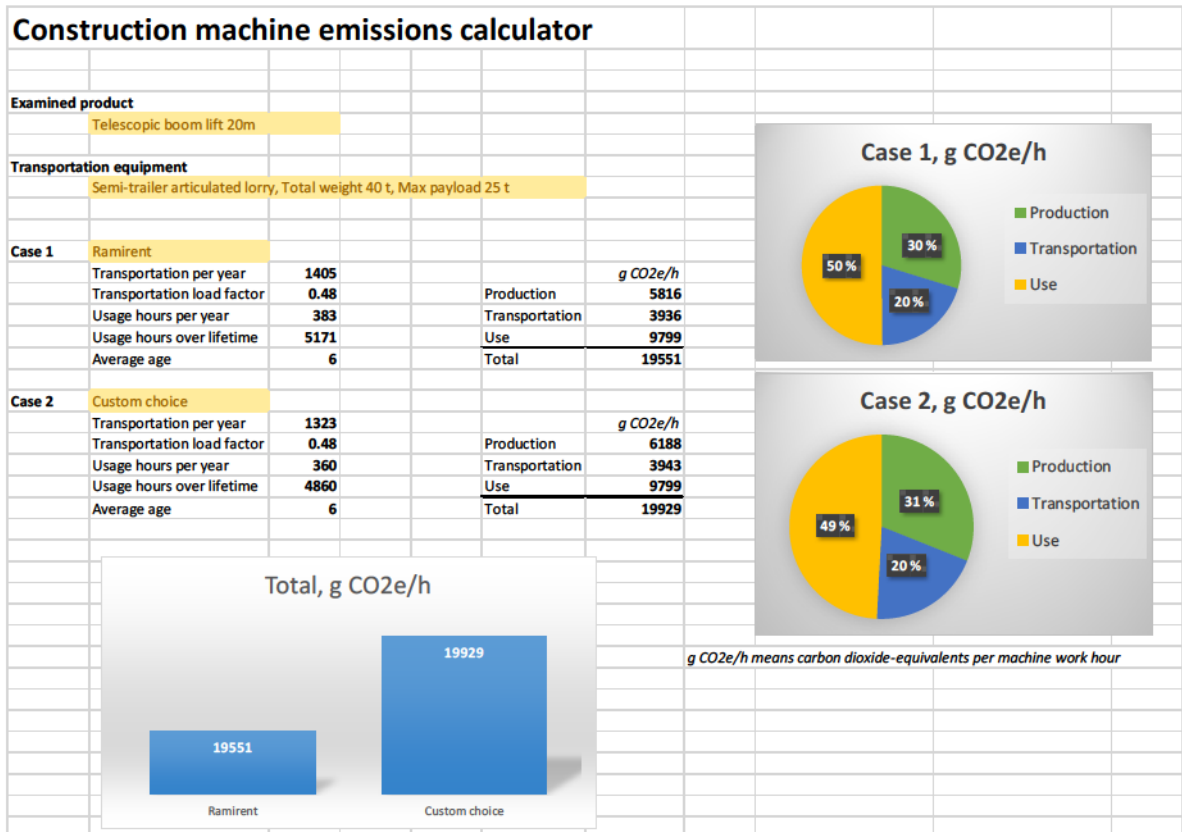 Construction machine emissions calculator
Examined product
Telescopic boom lift 20m
Transportation equipment
Semi-trailer articulated lorry, Total weight 40 t, Max payload 25 t
Case 1 Ramirent
Transportation per year 1405 g CO2e/h
Transportation load factor 0.48 Production 5816
Usage hours per year 383 Transportation 3936
Usage hours over lifetime 5171 Use 9799
Average age 6 Total 19551
Case 2 Custom choice
Transportation per year 1323 g CO2e/h
Transportation load factor 0.48 Production 6188
Usage hours per year 360 Transportation 3943
Usage hours over lifetime 4860 Use 9799
Average age 6 Total 19929
Case 1, g CO2e/h
30 %
50 %
20 %
Production
Transportation
Use
Case 2, g CO2e/h
31 %
49 %
20 %
Production
Transportation
Use
g CO2e/h means carbon dioxide-equivalents per machine work hour
Total, g CO2e/h
19929
19551
Ramirent Custom choice